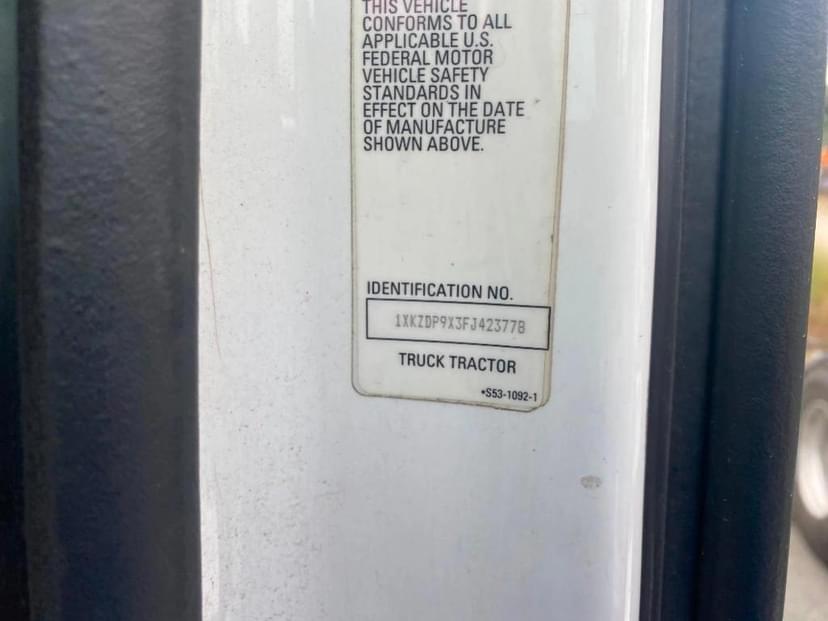 THIS VEHICLE
CONFORMS TO ALL
APPLICABLE U.S.
FEDERAL MOTOR
VEHICLE SAFETY
STANDARDS IN
EFFECT ON THE DATE
OF MANUFACTURE
SHOWN ABOVE.
IDENTIFICATION NO.
1XKZDP9X3FJ423778
TRUCK TRACTOR
•S53-1092-1